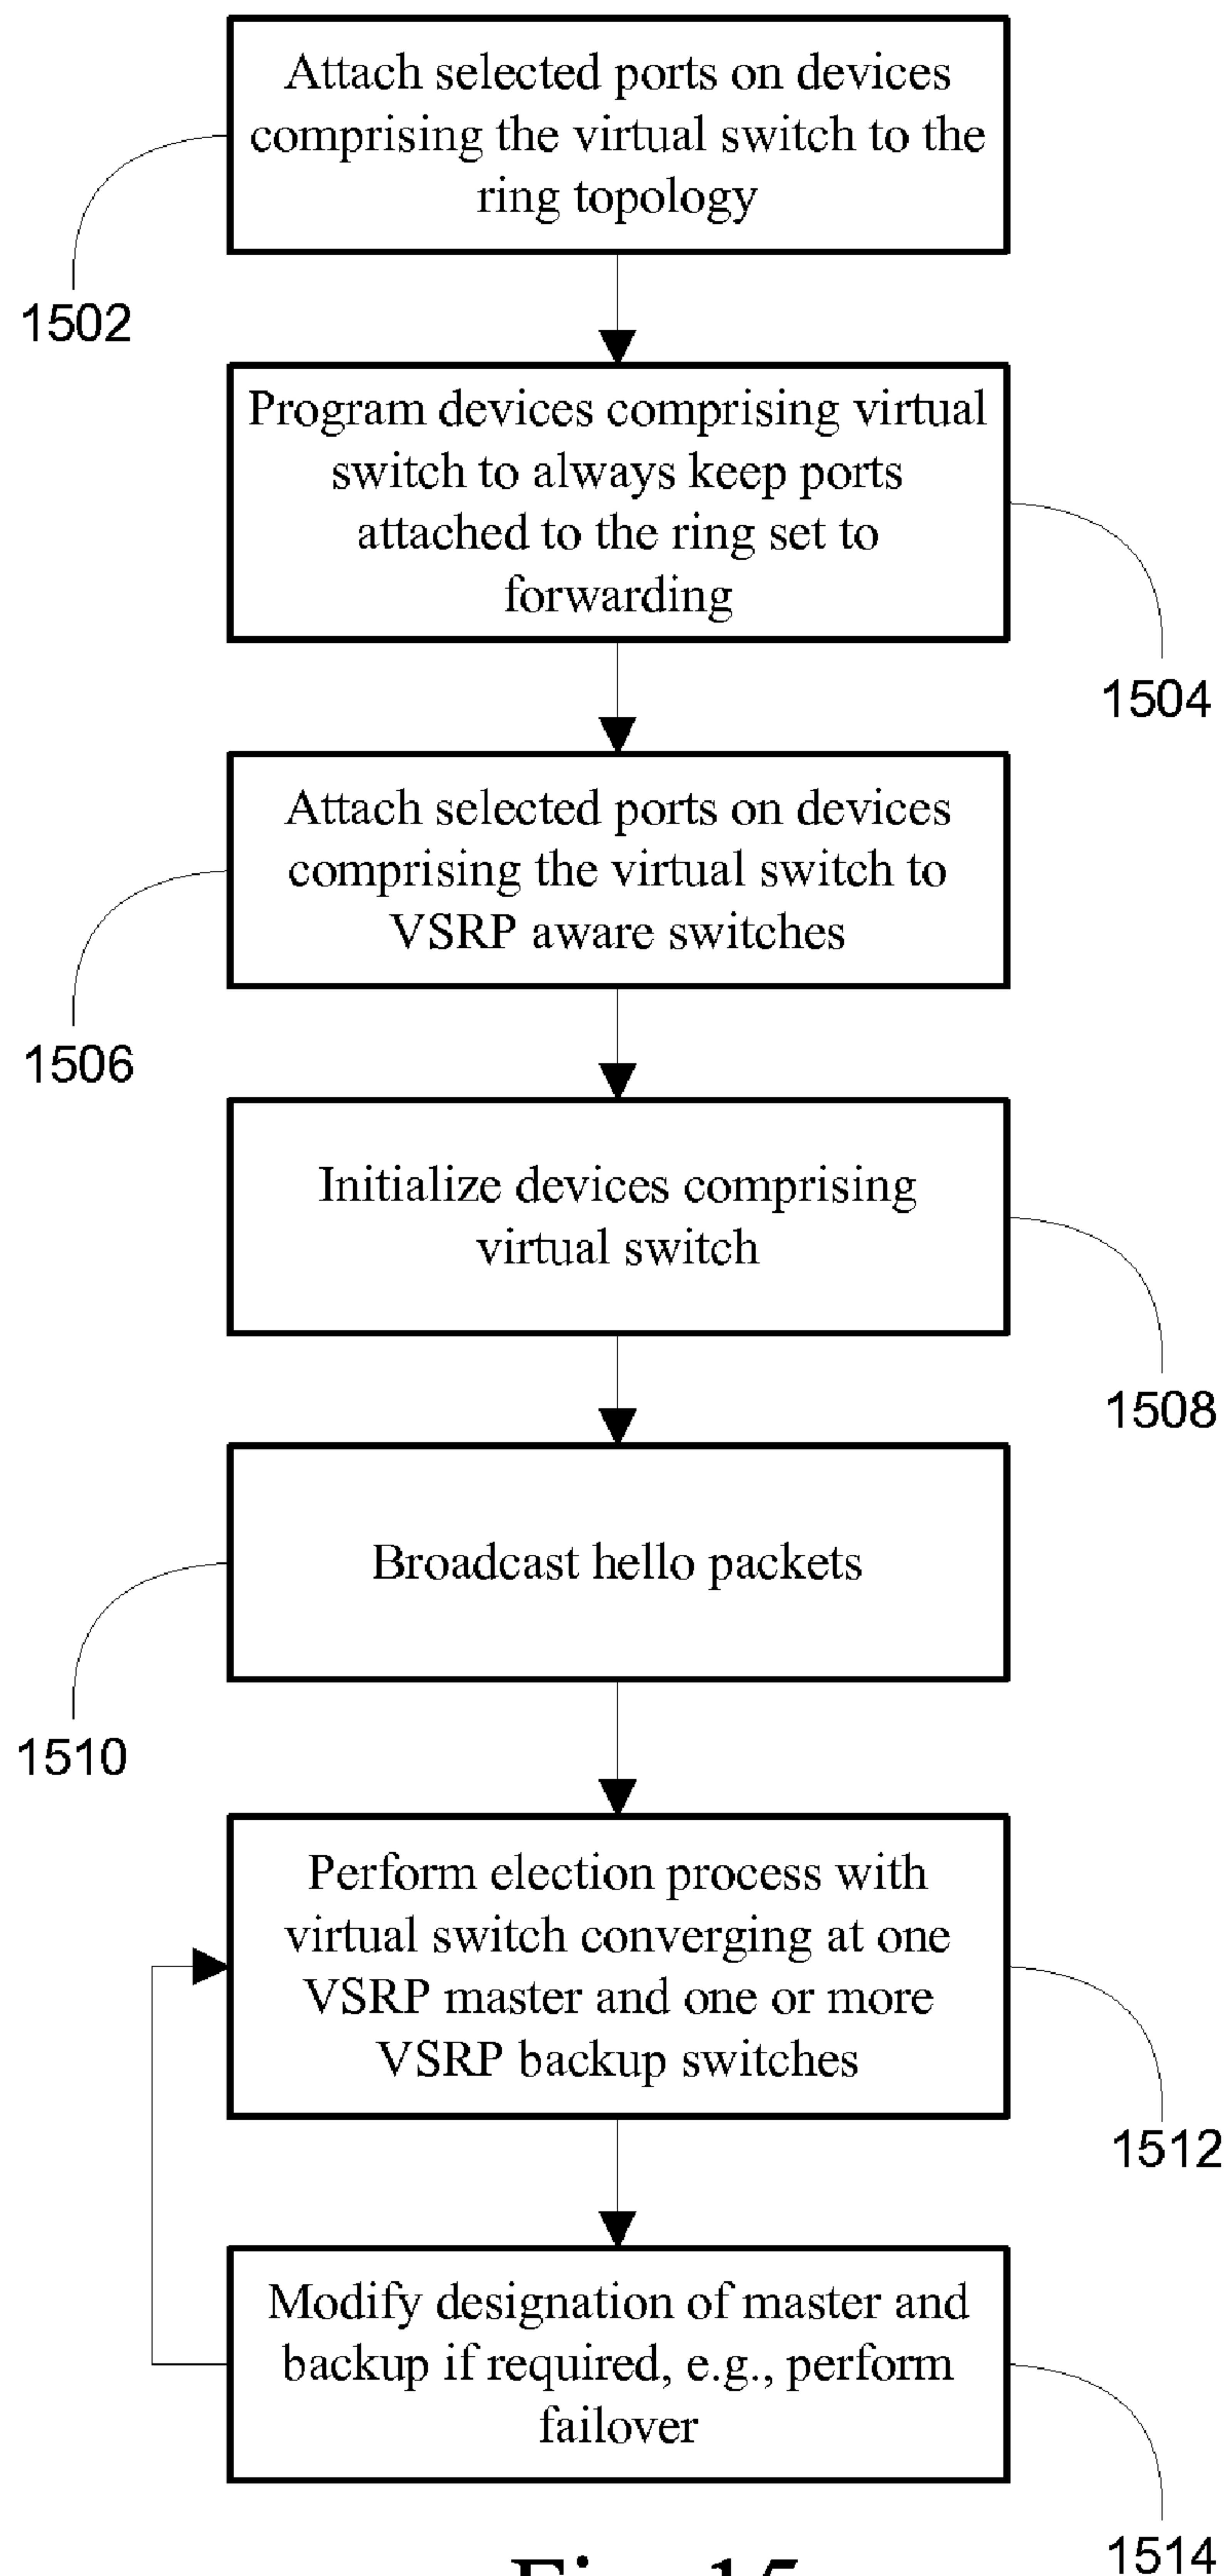 Attach selected ports on devices
comprising the virtual switch to the
ring topology
1502
Program devices comprising virtual
switch to always keep ports
attached to the ring set to
forwarding
1504
Attach selected ports on devices
comprising the virtual switch to
VSRP aware switches
1506
Initialize devices comprising
virtual switch
1508
Broadcast hello packets
1510
Perform election process with
virtual switch converging at one
VSRP master and one or more
VSRP backup switches
1512
Modify designation of master and
backup if required, e.g., perform
failover
1514